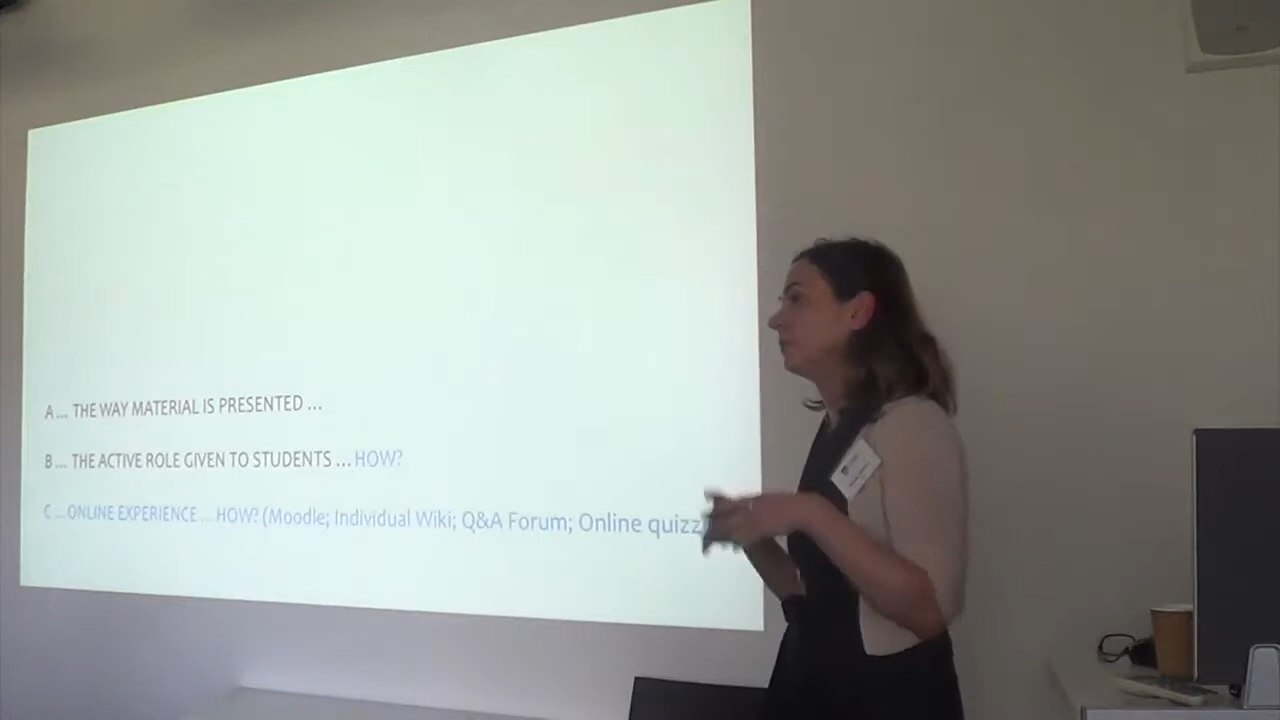 A ... THE WAY MATERIAL IS PRESENTED ...
B ... THE ACTIVE ROLE GIVEN TO STUDENTS ... HOW?
C ... ONLINE EXPERIENCE ... HOW? (Moodle; Individual Wiki; Q&A Forum; Online quizz